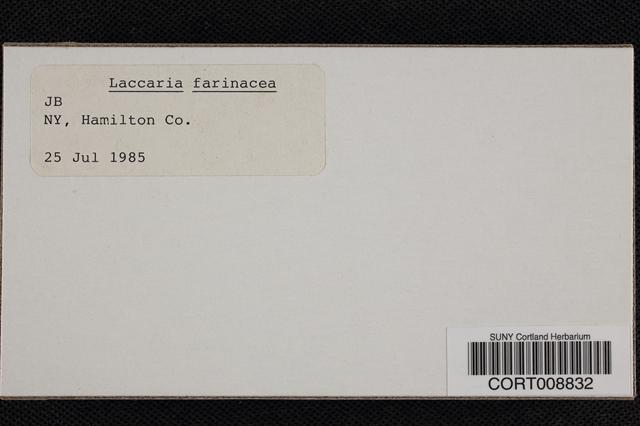 Laccaria farinacea
JB
NY, Hamilton Co.
25 Jul 1985
SUNY Cortland Herbarium
CORT008832